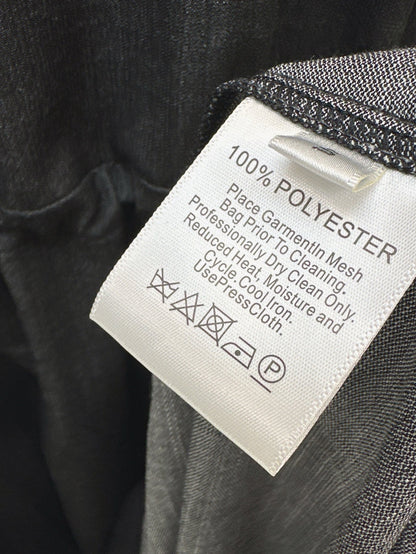 100% POLYESTER
Place GarmentIn Mesh
Bag Prior To Cleaning.
Professionally Dry Clean Only.
Reduced Heat, Moisture and
Cycle. Cool Iron.
UsePressCloth.
P